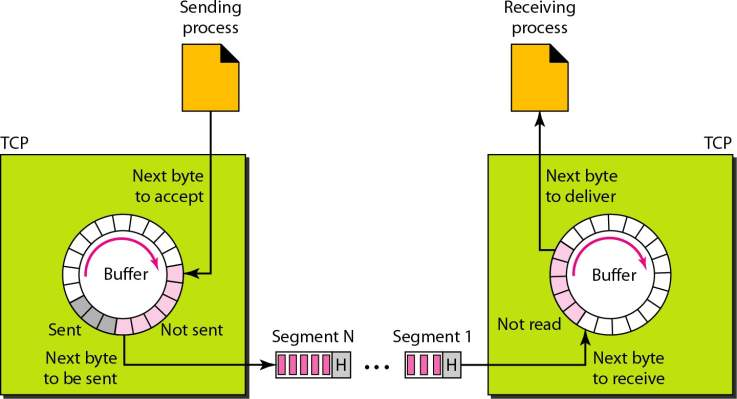 Sending
process
Receiving
process
TCP
TCP
Next byte
to accept
Next byte
to deliver
Buffer
Buffer
Sent
Not sent
Not read
Next byte
to be sent
Segment N
Segment 1
H
H
Next byte
to receive